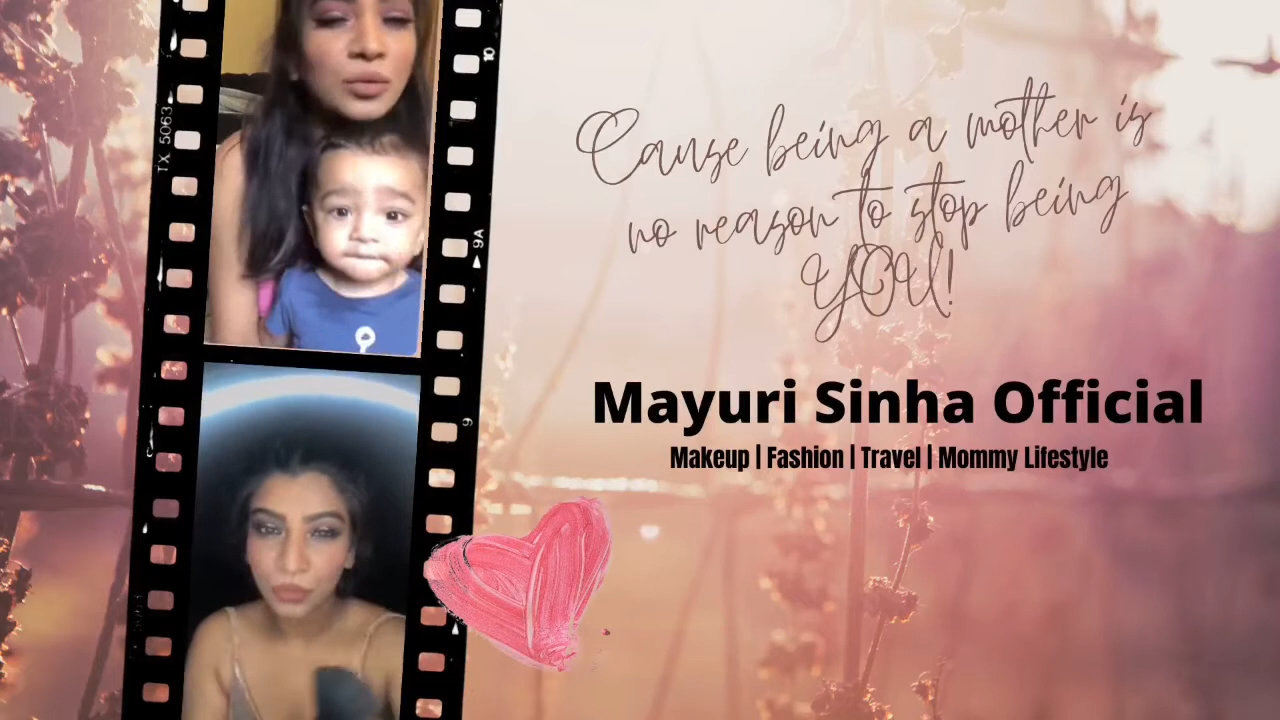 Cause being a mother is
no reason to stop being
YOU!
Mayuri Sinha Official
Makeup | Fashion | Travel | Mommy Lifestyle
TX 5063
10
9A
9